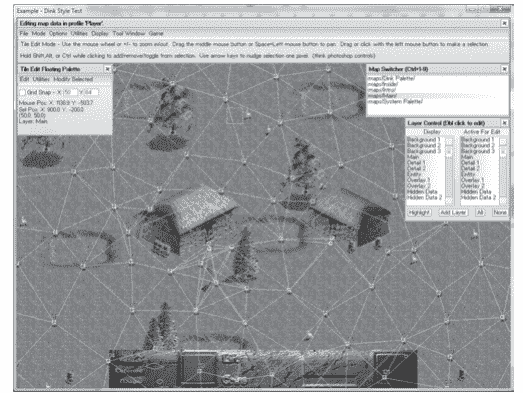 Example - Dink Style Test
Editing map data in profile 'Player'.
File Mode Options Utilities Display Tool Window Game
Tile Edit Mode - Use the mouse wheel or +/- to zoom in/out. Drag the middle mouse button or Space+Left mouse button to pan. Drag or click with the left mouse button to make a selection.
Hold Shift,Alt, or Ctrl while clicking to add/remove/toggle from selection. Use arrow keys to nudge selection one pixel. (think photoshop controls)
Tile Edit Floating Palette
Edit Utilities Modify Selected
Grid Snap - X: 50 Y: 64
Layer: Main
Map Switcher (Ctrl+1-9)
maps/Dink Palette/
maps/Inside/
maps/Intro/
maps/Main/
maps/System Palette/
Layer Control (Dbl click to edit)
Display Active For Edit
Background 1 Background 1
Background 2 Background 2
Background 3 Background 3
Main Main
Detail 1 Detail 1
Detail 2 Detail 2
Entity Entity
Overlay 1 Overlay 1
Overlay 2 Overlay 2
Hidden Data Hidden Data
Hidden Data 2 Hidden Data 2
Highlight Add Layer All None